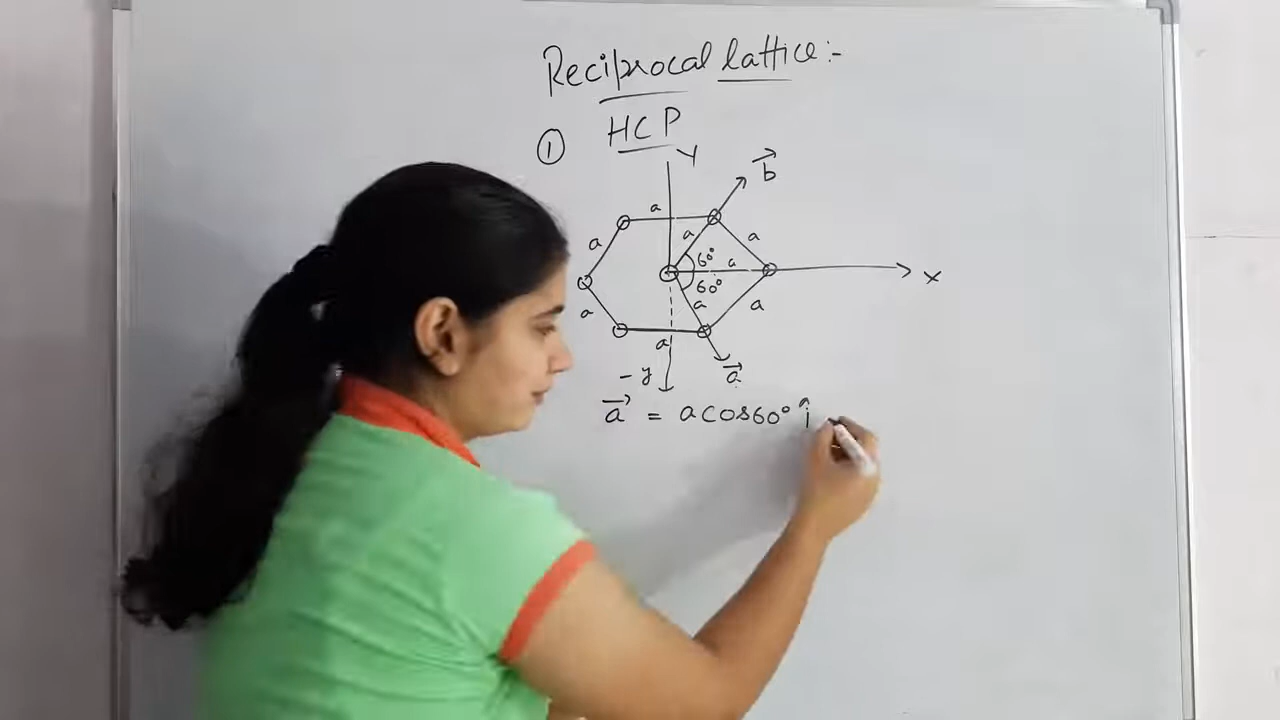 Reciprocal lattice :-
① HCP
y
b⃗
a
a
a
a
60°
a
x
60°
a
a
a
a
-y
a⃗
a⃗ = a cos60° î